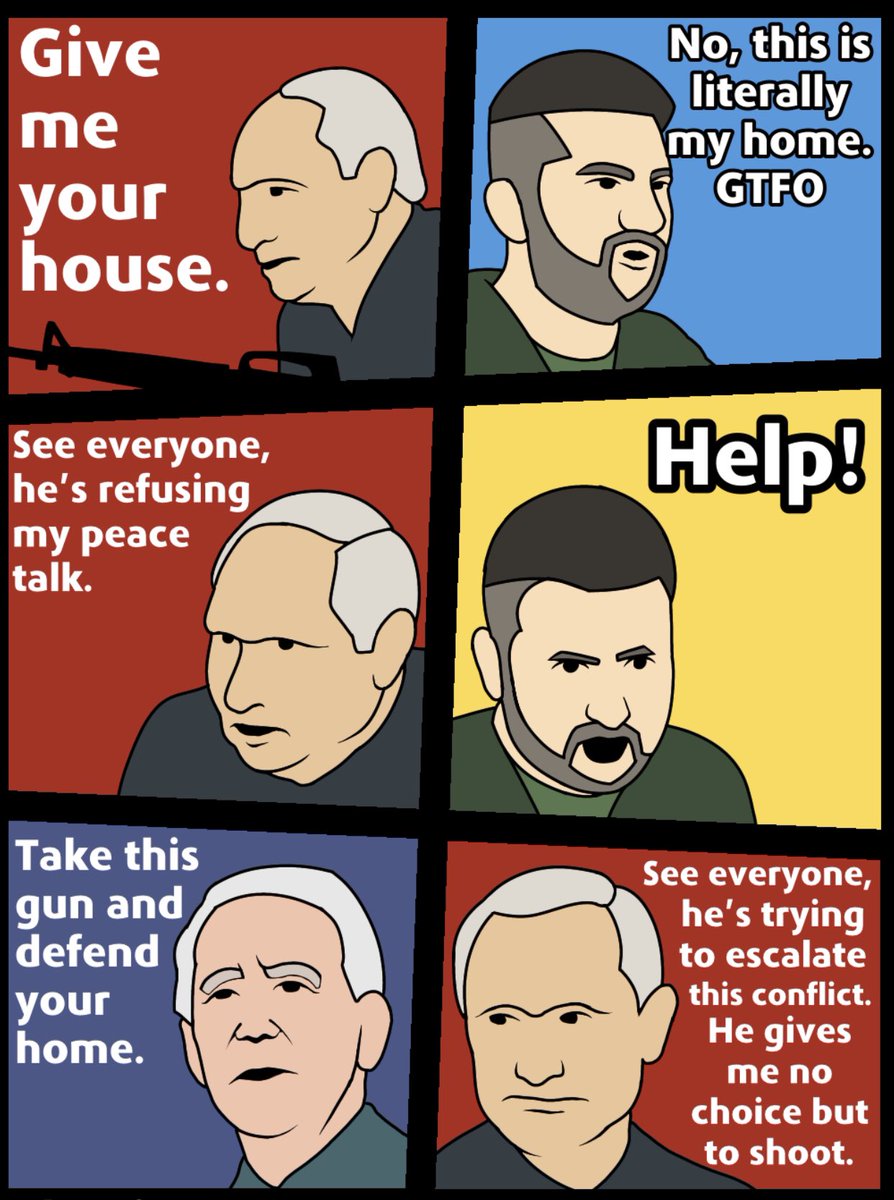 Give
me
your
house.
No, this is
literally
my home.
GTFO
See everyone,
he's refusing
my peace
talk.
Help!
Take this
gun and
defend
your
home.
See everyone,
he's trying
to escalate
this conflict.
He gives
me no
choice but
to shoot.